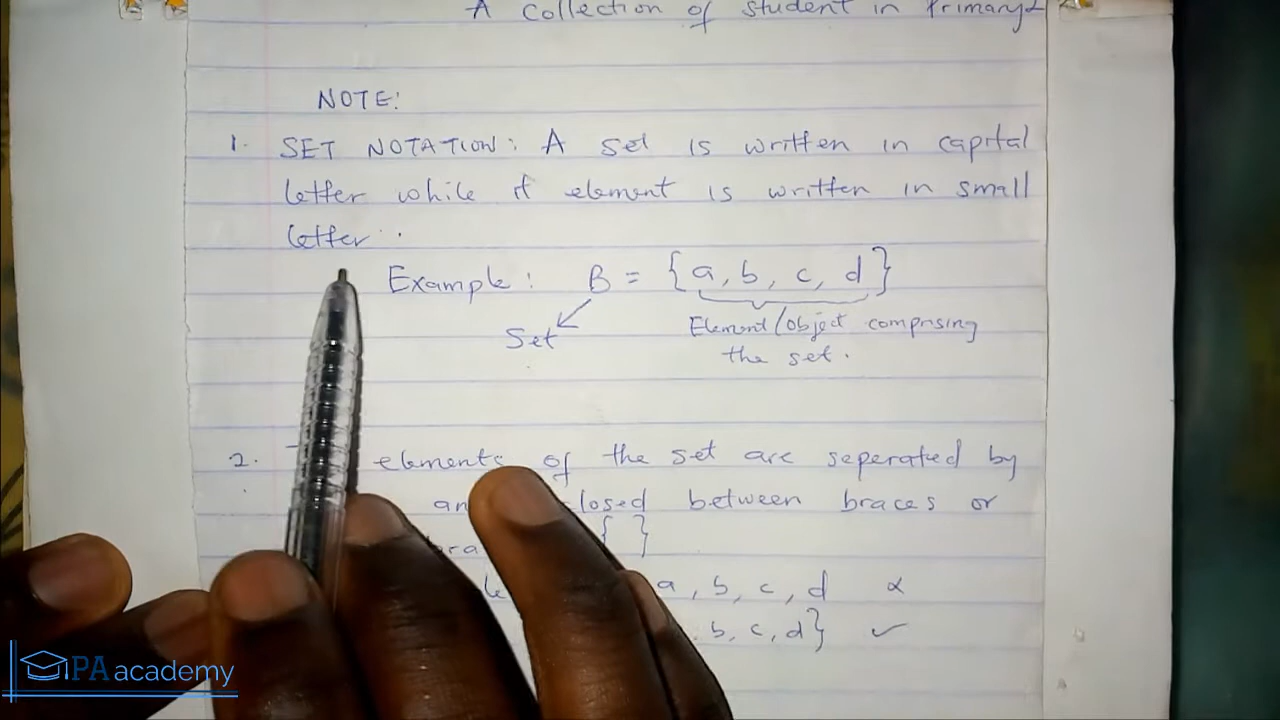 A collection of student in Primary 2
NOTE:
1. SET NOTATION: A set is written in capital
letter while it element is written in small
letter.
Example: B = {a, b, c, d}
Set
Element/object comprising
the set.
2. elements of the set are seperated by
closed between braces or
{ }
a, b, c, d ∝
b, c, d} ✓
PA academy